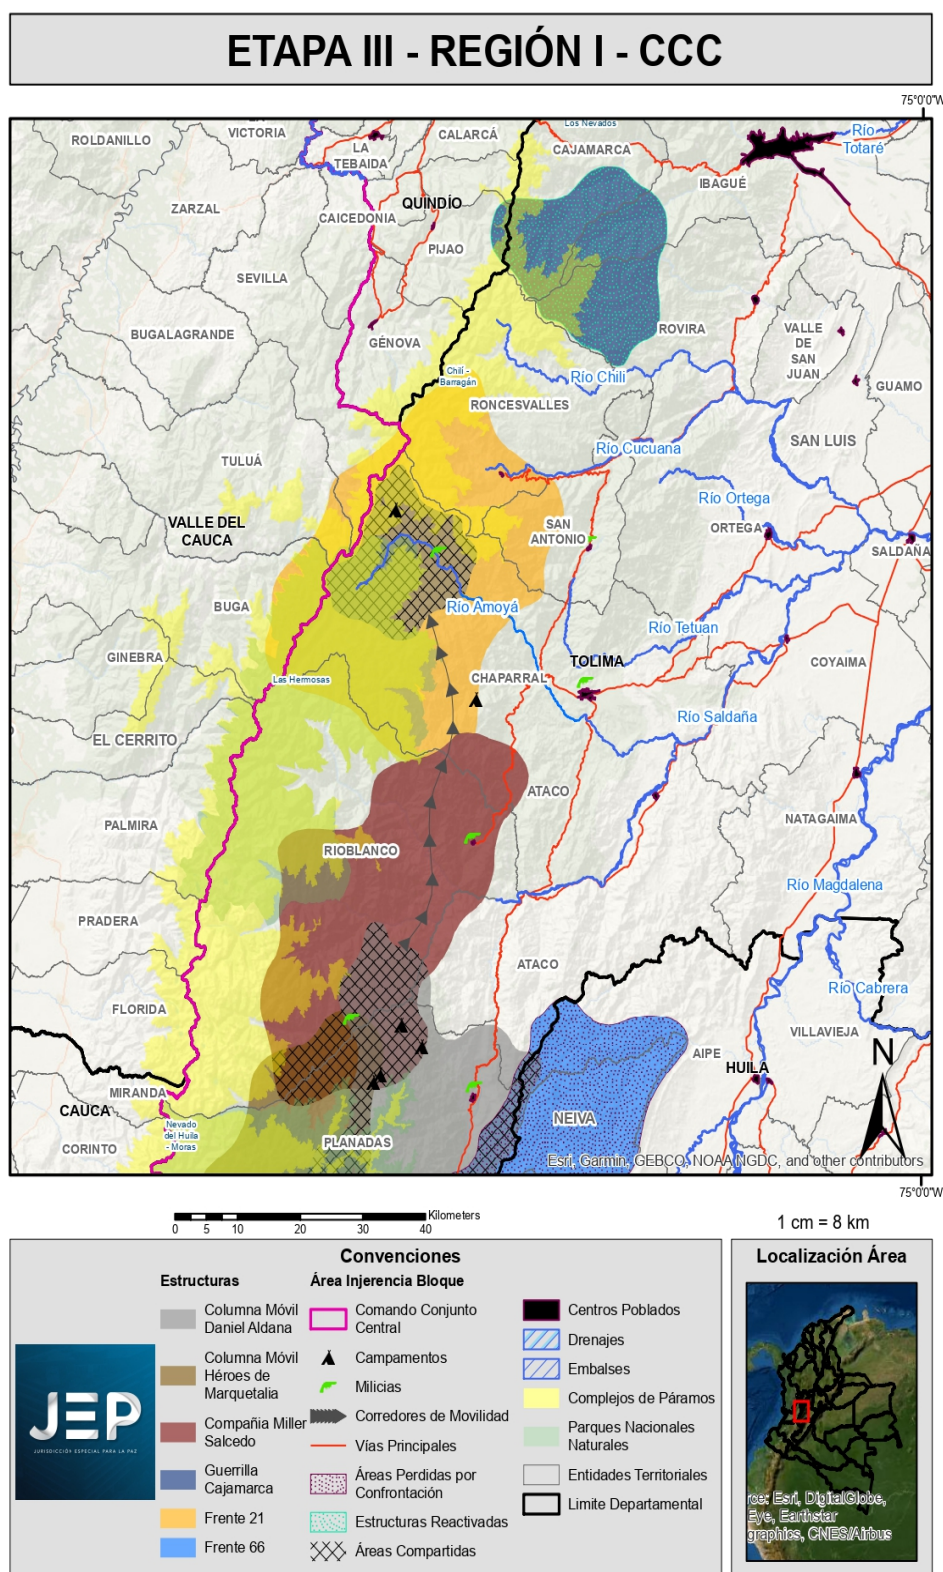 ETAPA III - REGIÓN I - CCC
75°0'0"W
ROLDANILLO
VICTORIA
LA
TEBAIDA
CALARCÁ
Los Nevados
CAJAMARCA
Río
Totaré
IBAGUÉ
ZARZAL
CAICEDONIA
QUINDÍO
PIJAO
SEVILLA
BUGALAGRANDE
GÉNOVA
ROVIRA
VALLE
DE
SAN
JUAN
Chilí -
Barragán
Río Chili
GUAMO
RONCESVALLES
SAN LUIS
Río Cucuana
TULUÁ
Río Ortega
VALLE DEL
CAUCA
SAN
ANTONIO
ORTEGA
SALDAÑA
BUGA
Río Amoyá
Río Tetuan
GINEBRA
TOLIMA
COYAIMA
Las Hermosas
CHAPARRAL
Río Saldaña
EL CERRITO
ATACO
NATAGAIMA
PALMIRA
RIOBLANCO
Río Magdalena
PRADERA
ATACO
Río Cabrera
FLORIDA
VILLAVIEJA
AIPE
N
HUILA
MIRANDA
CAUCA
NEIVA
Nevado
del Huila
- Moras
CORINTO
PLANADAS
Esri, Garmin, GEBCO, NOAA NGDC, and other contributors
75°0'0"W
Kilometers
0 5 10 20 30 40
1 cm = 8 km
Convenciones
Estructuras
Columna Móvil
Daniel Aldana
Columna Móvil
Héroes de
Marquetalia
Compañia Miller
Salcedo
Guerrilla
Cajamarca
Frente 21
Frente 66
Área Injerencia Bloque
Comando Conjunto
Central
Campamentos
Milicias
Corredores de Movilidad
Vías Principales
Áreas Perdidas por
Confrontación
Estructuras Reactivadas
Áreas Compartidas
Centros Poblados
Drenajes
Embalses
Complejos de Páramos
Parques Nacionales
Naturales
Entidades Territoriales
Limite Departamental
JEP
JURISDICCIÓN ESPECIAL PARA LA PAZ
Localización Área
rce: Esri, DigitalGlobe,
Eye, Earthstar
graphics, CNES/Airbus